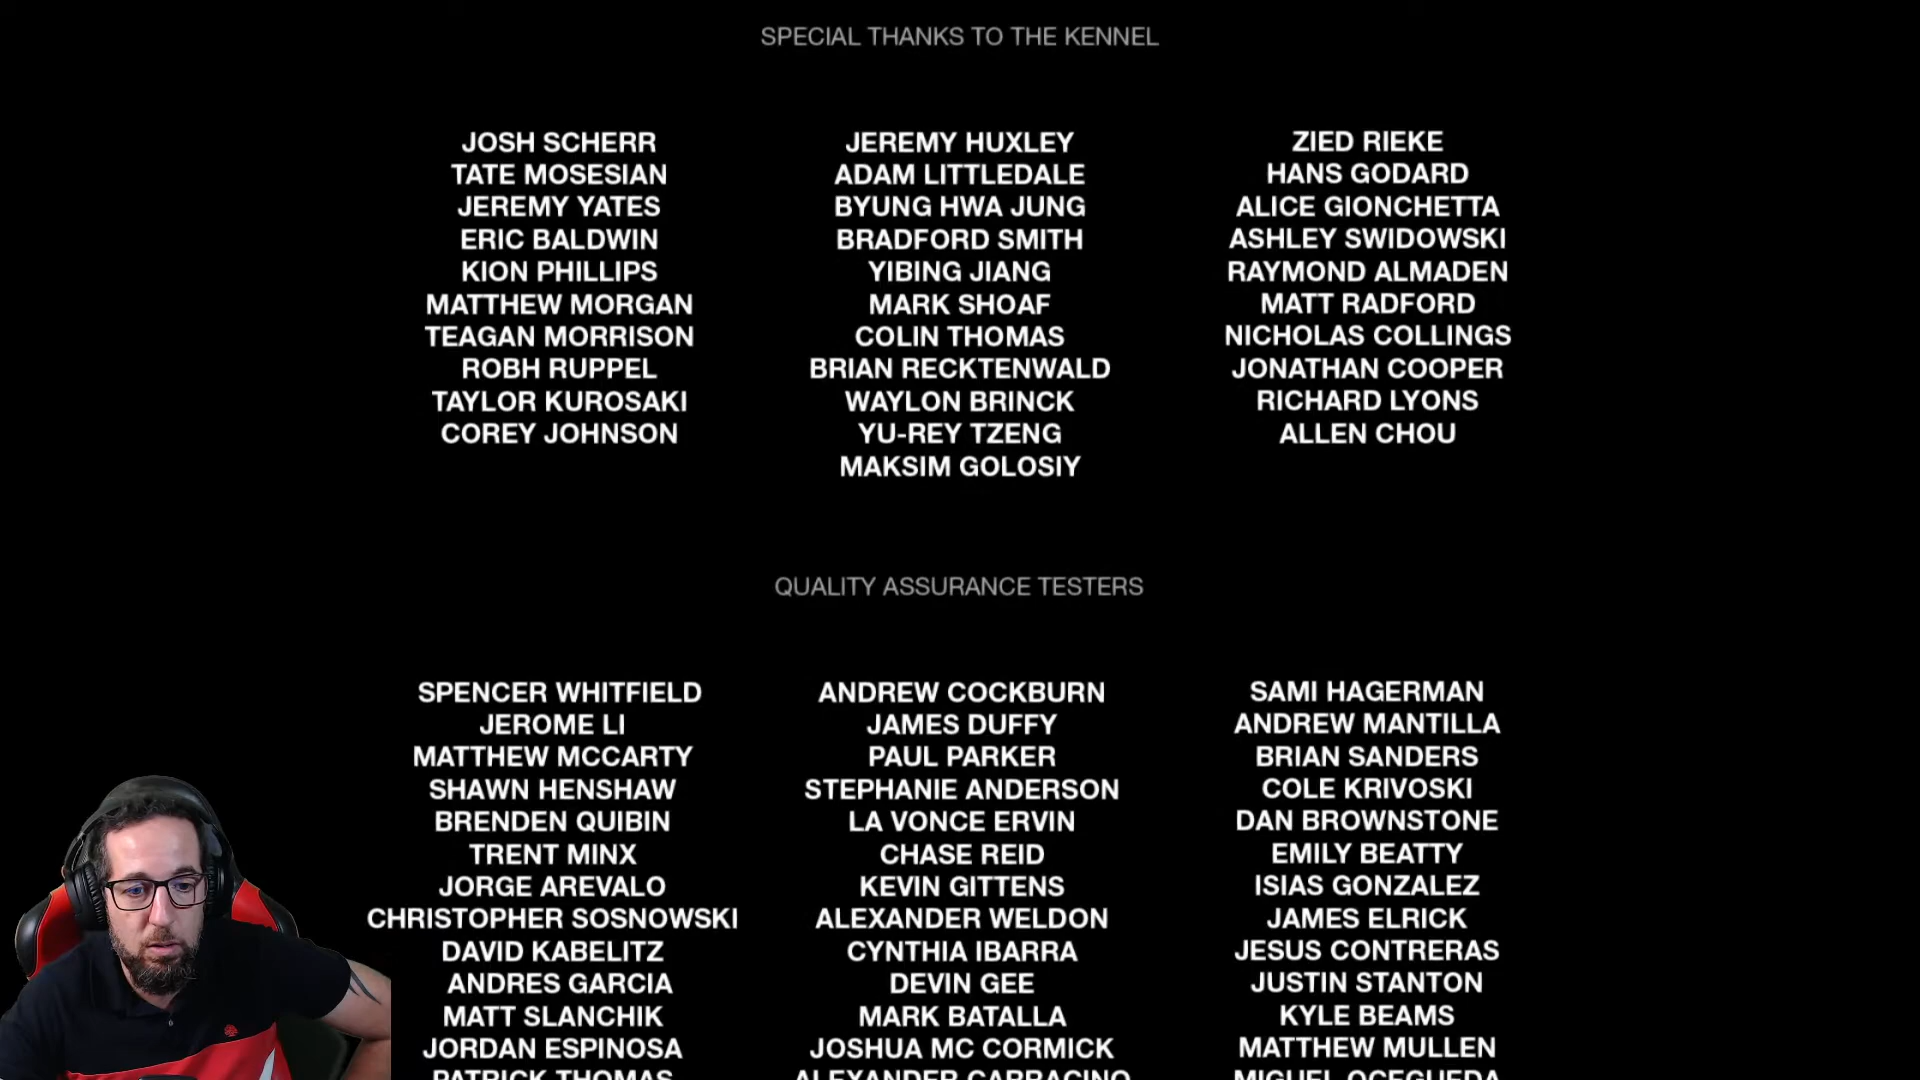 SPECIAL THANKS TO THE KENNEL
JOSH SCHERR
TATE MOSESIAN
JEREMY YATES
ERIC BALDWIN
KION PHILLIPS
MATTHEW MORGAN
TEAGAN MORRISON
ROBH RUPPEL
TAYLOR KUROSAKI
COREY JOHNSON
JEREMY HUXLEY
ADAM LITTLEDALE
BYUNG HWA JUNG
BRADFORD SMITH
YIBING JIANG
MARK SHOAF
COLIN THOMAS
BRIAN RECKTENWALD
WAYLON BRINCK
YU-REY TZENG
MAKSIM GOLOSIY
ZIED RIEKE
HANS GODARD
ALICE GIONCHETTA
ASHLEY SWIDOWSKI
RAYMOND ALMADEN
MATT RADFORD
NICHOLAS COLLINGS
JONATHAN COOPER
RICHARD LYONS
ALLEN CHOU
QUALITY ASSURANCE TESTERS
SPENCER WHITFIELD
JEROME LI
MATTHEW MCCARTY
SHAWN HENSHAW
BRENDEN QUIBIN
TRENT MINX
JORGE AREVALO
CHRISTOPHER SOSNOWSKI
DAVID KABELITZ
ANDRES GARCIA
MATT SLANCHIK
JORDAN ESPINOSA
PATRICK THOMAS
ANDREW COCKBURN
JAMES DUFFY
PAUL PARKER
STEPHANIE ANDERSON
LA VONCE ERVIN
CHASE REID
KEVIN GITTENS
ALEXANDER WELDON
CYNTHIA IBARRA
DEVIN GEE
MARK BATALLA
JOSHUA MC CORMICK
ALEXANDER CARRACINO
SAMI HAGERMAN
ANDREW MANTILLA
BRIAN SANDERS
COLE KRIVOSKI
DAN BROWNSTONE
EMILY BEATTY
ISIAS GONZALEZ
JAMES ELRICK
JESUS CONTRERAS
JUSTIN STANTON
KYLE BEAMS
MATTHEW MULLEN
MIGUEL OCEGUEDA